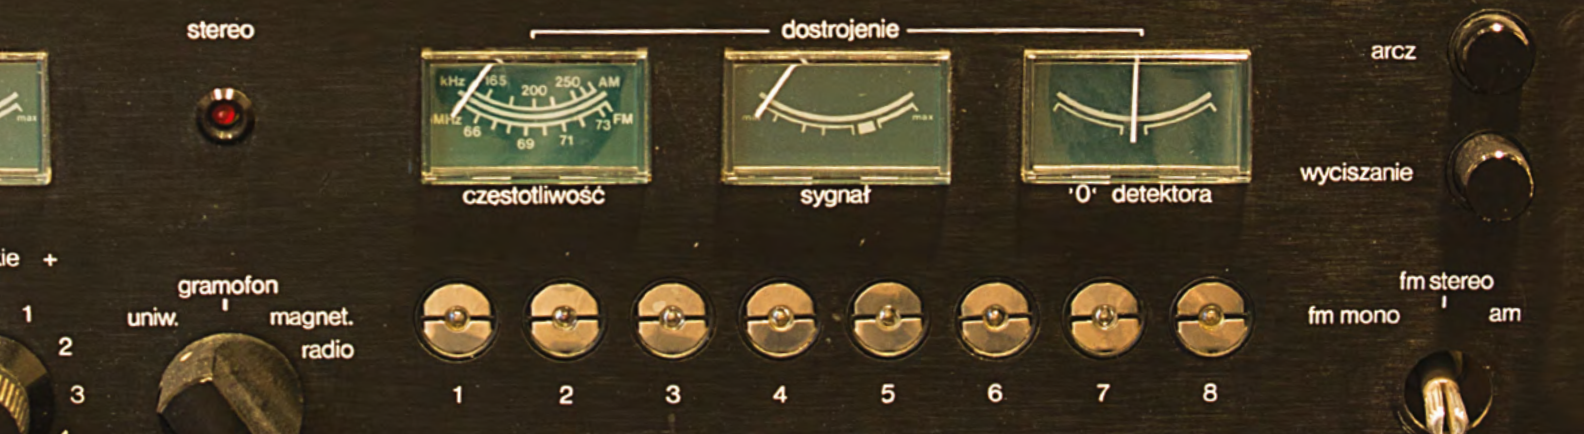 stereo
dostrojenie
arcz
kHz 165 200 250 AM
MHz 66 69 71 73 FM
max
max
częstotliwość
sygnał
'0' detektora
wyciszanie
+
gramofon
uniw.
magnet.
radio
1
2
3
fm stereo
fm mono
am
1 2 3 4 5 6 7 8